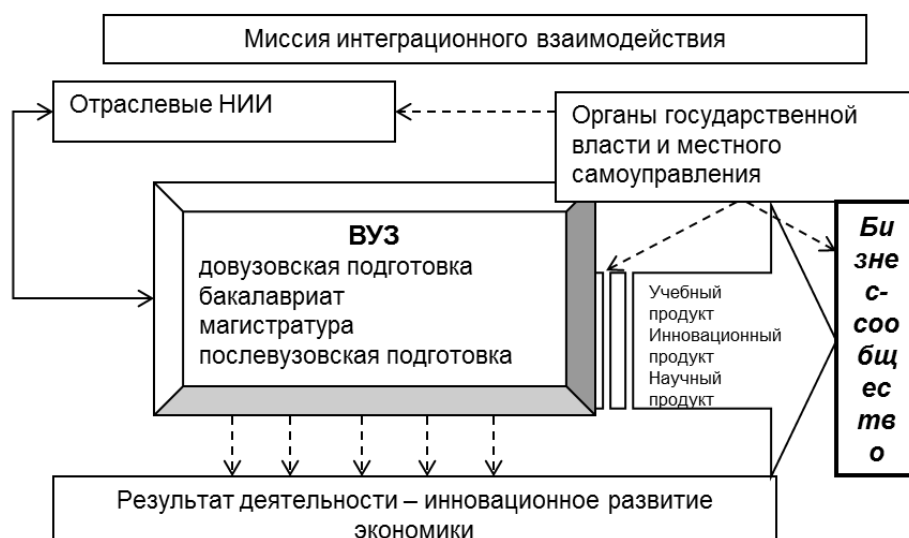 Миссия интеграционного взаимодействия
Отраслевые НИИ
Органы государственной
власти и местного
самоуправления
ВУЗ
довузовская подготовка
бакалавриат
магистратура
послевузовская подготовка
Учебный
продукт
Инновационный
продукт
Научный
продукт
Би
зне
с-
соо
бщ
ес
тв
о
Результат деятельности – инновационное развитие
экономики